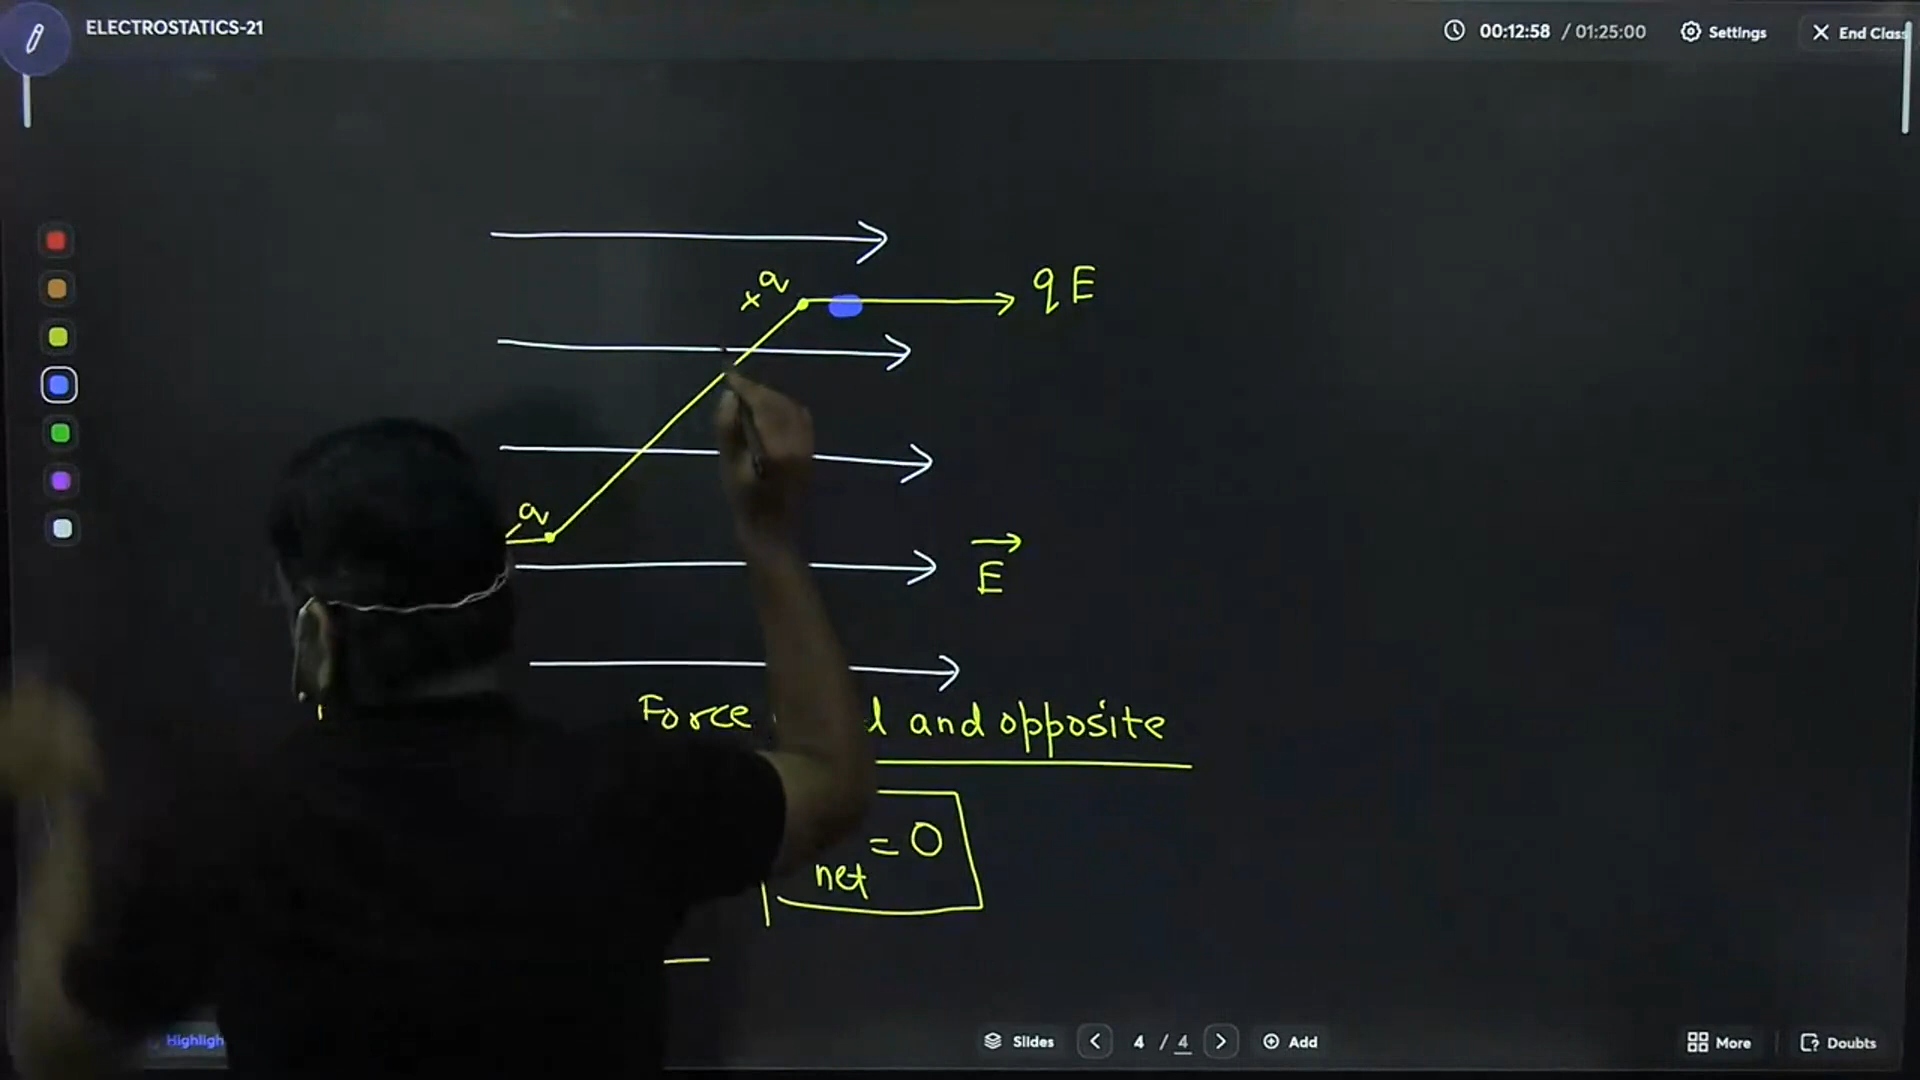 ELECTROSTATICS-21
00:12:58 / 01:25:00
Settings
End Class
+q
qE
q
E
Force and opposite
net = 0
Highligh
Slides
4 / 4
Add
More
Doubts